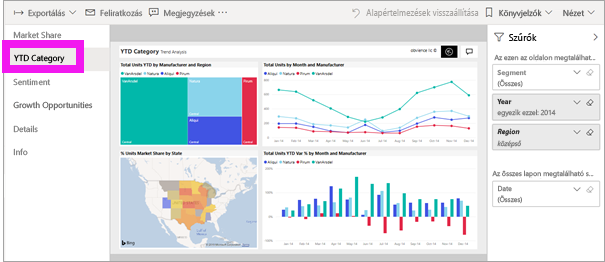 Exportálás
Feliratkozás
Megjegyzések
Alapértelmezések visszaállítása
Könyvjelzők
Nézet
Market Share
YTD Category
Sentiment
Growth Opportunities
Details
Info
YTD Category Trend Analysis
obvience llc ©
Total Units YTD by Manufacturer and Region
VanArsdel Aliqui Natura Pirum
VanArsdel
Natura
Aliqui
Pirum
Total Units by Month and Manufacturer
Aliqui Natura Pirum VanArsdel
% Units Market Share by State
Bing
Total Units YTD Var % by Month and Manufacturer
Aliqui Natura Pirum VanArsdel
Szűrők
Az ezen az oldalon megtalálhat...
Segment
(Összes)
Year
egyezik ezzel: 2014
Region
középső
Az összes lapon megtalálható s...
Date
(Összes)